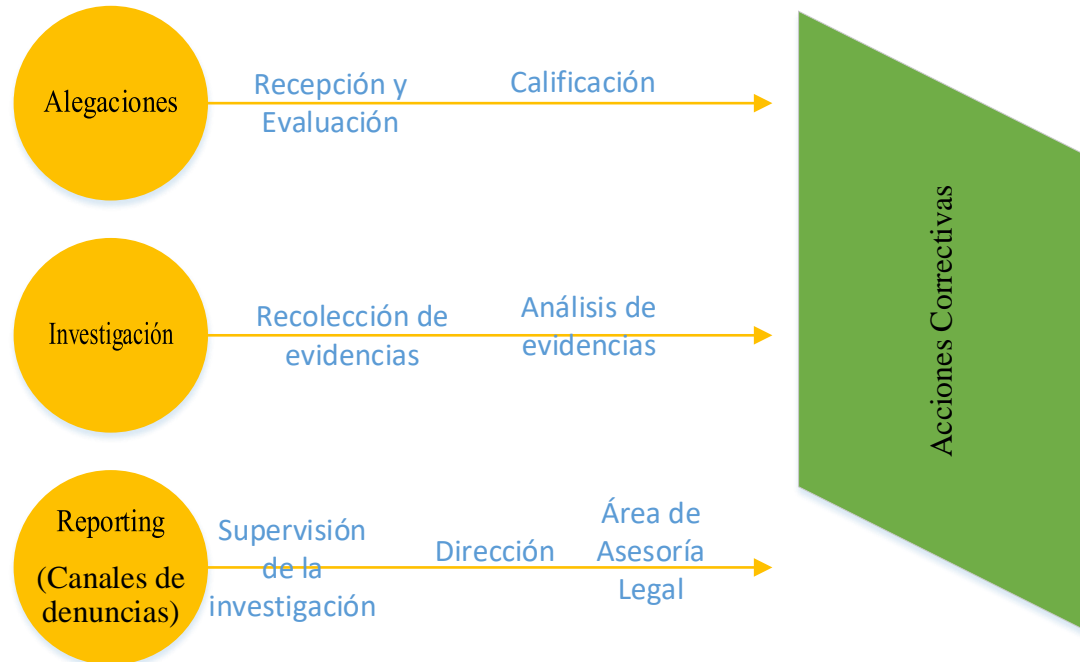 Alegaciones
Recepción y
Evaluación
Calificación
Investigación
Recolección de
evidencias
Análisis de
evidencias
Reporting
(Canales de
denuncias)
Supervisión
de la
investigación
Dirección
Área de
Asesoría
Legal
Acciones Correctivas